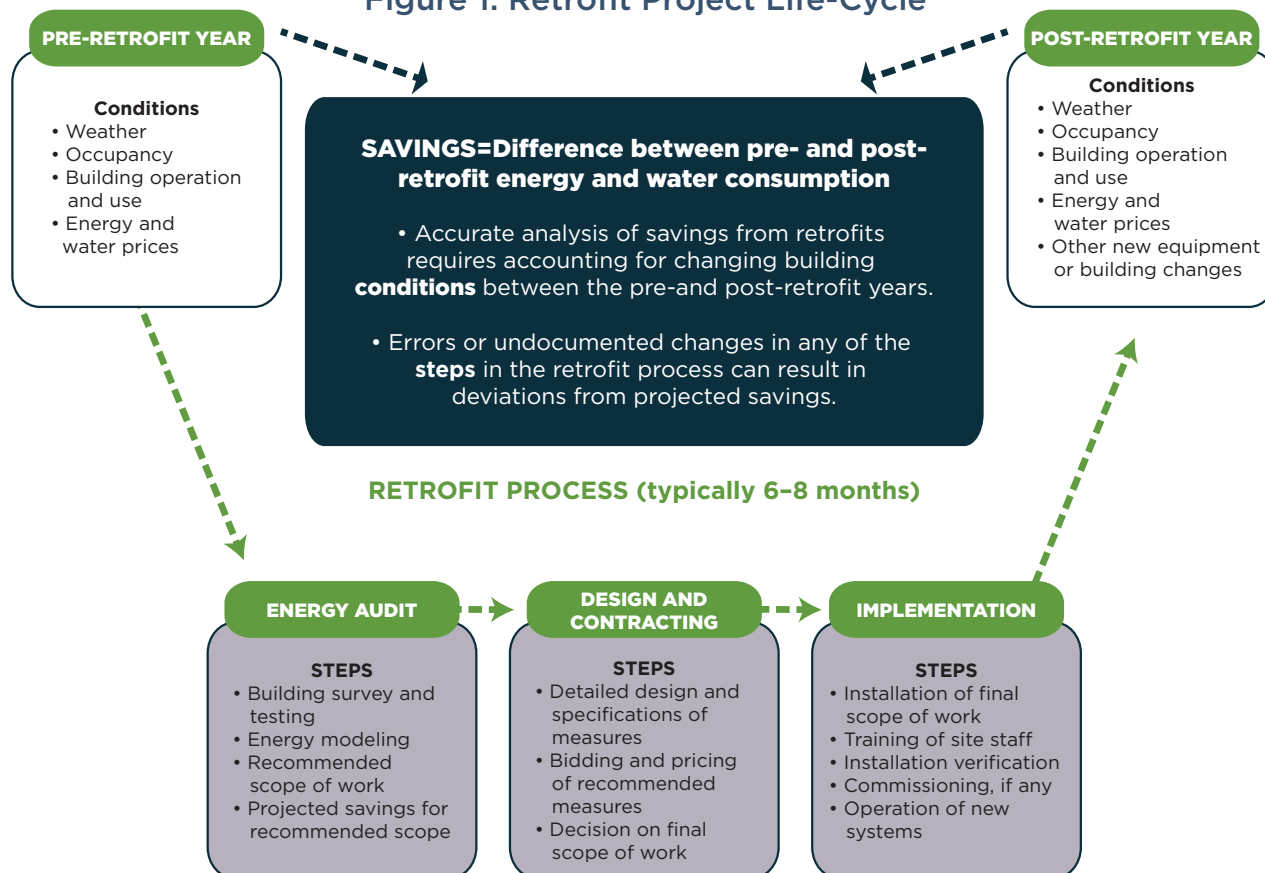 Figure 1. Retrofit Project Life-Cycle
PRE-RETROFIT YEAR
Conditions
• Weather
• Occupancy
• Building operation
and use
• Energy and
water prices
POST-RETROFIT YEAR
Conditions
• Weather
• Occupancy
• Building operation
and use
• Energy and
water prices
• Other new equipment
or building changes
SAVINGS=Difference between pre- and post-
retrofit energy and water consumption
• Accurate analysis of savings from retrofits
requires accounting for changing building
conditions between the pre-and post-retrofit years.
• Errors or undocumented changes in any of the
steps in the retrofit process can result in
deviations from projected savings.
RETROFIT PROCESS (typically 6–8 months)
ENERGY AUDIT
STEPS
• Building survey and
testing
• Energy modeling
• Recommended
scope of work
• Projected savings for
recommended scope
DESIGN AND
CONTRACTING
STEPS
• Detailed design and
specifications of
measures
• Bidding and pricing
of recommended
measures
• Decision on final
scope of work
IMPLEMENTATION
STEPS
• Installation of final
scope of work
• Training of site staff
• Installation verification
• Commissioning, if any
• Operation of new
systems